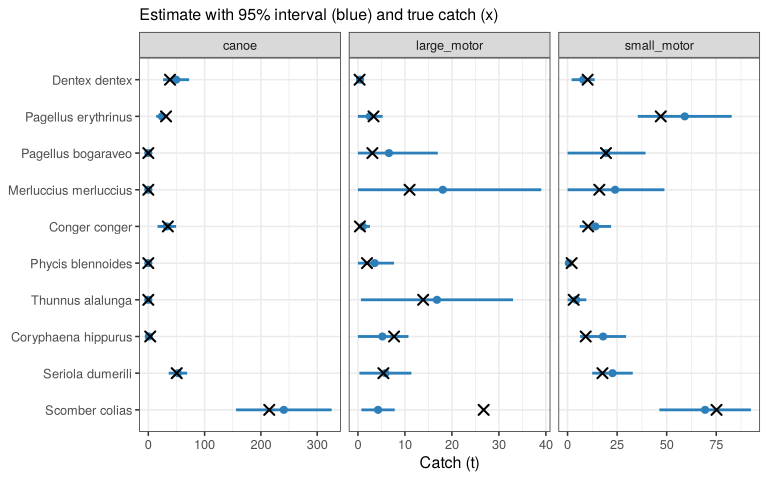 Estimate with 95% interval (blue) and true catch (x)
canoe large_motor small_motor
Dentex dentex
Pagellus erythrinus
Pagellus bogaraveo
Merluccius merluccius
Conger conger
Phycis blennoides
Thunnus alalunga
Coryphaena hippurus
Seriola dumerili
Scomber colias
0 100 200 300 0 10 20 30 40 0 25 50 75
Catch (t)